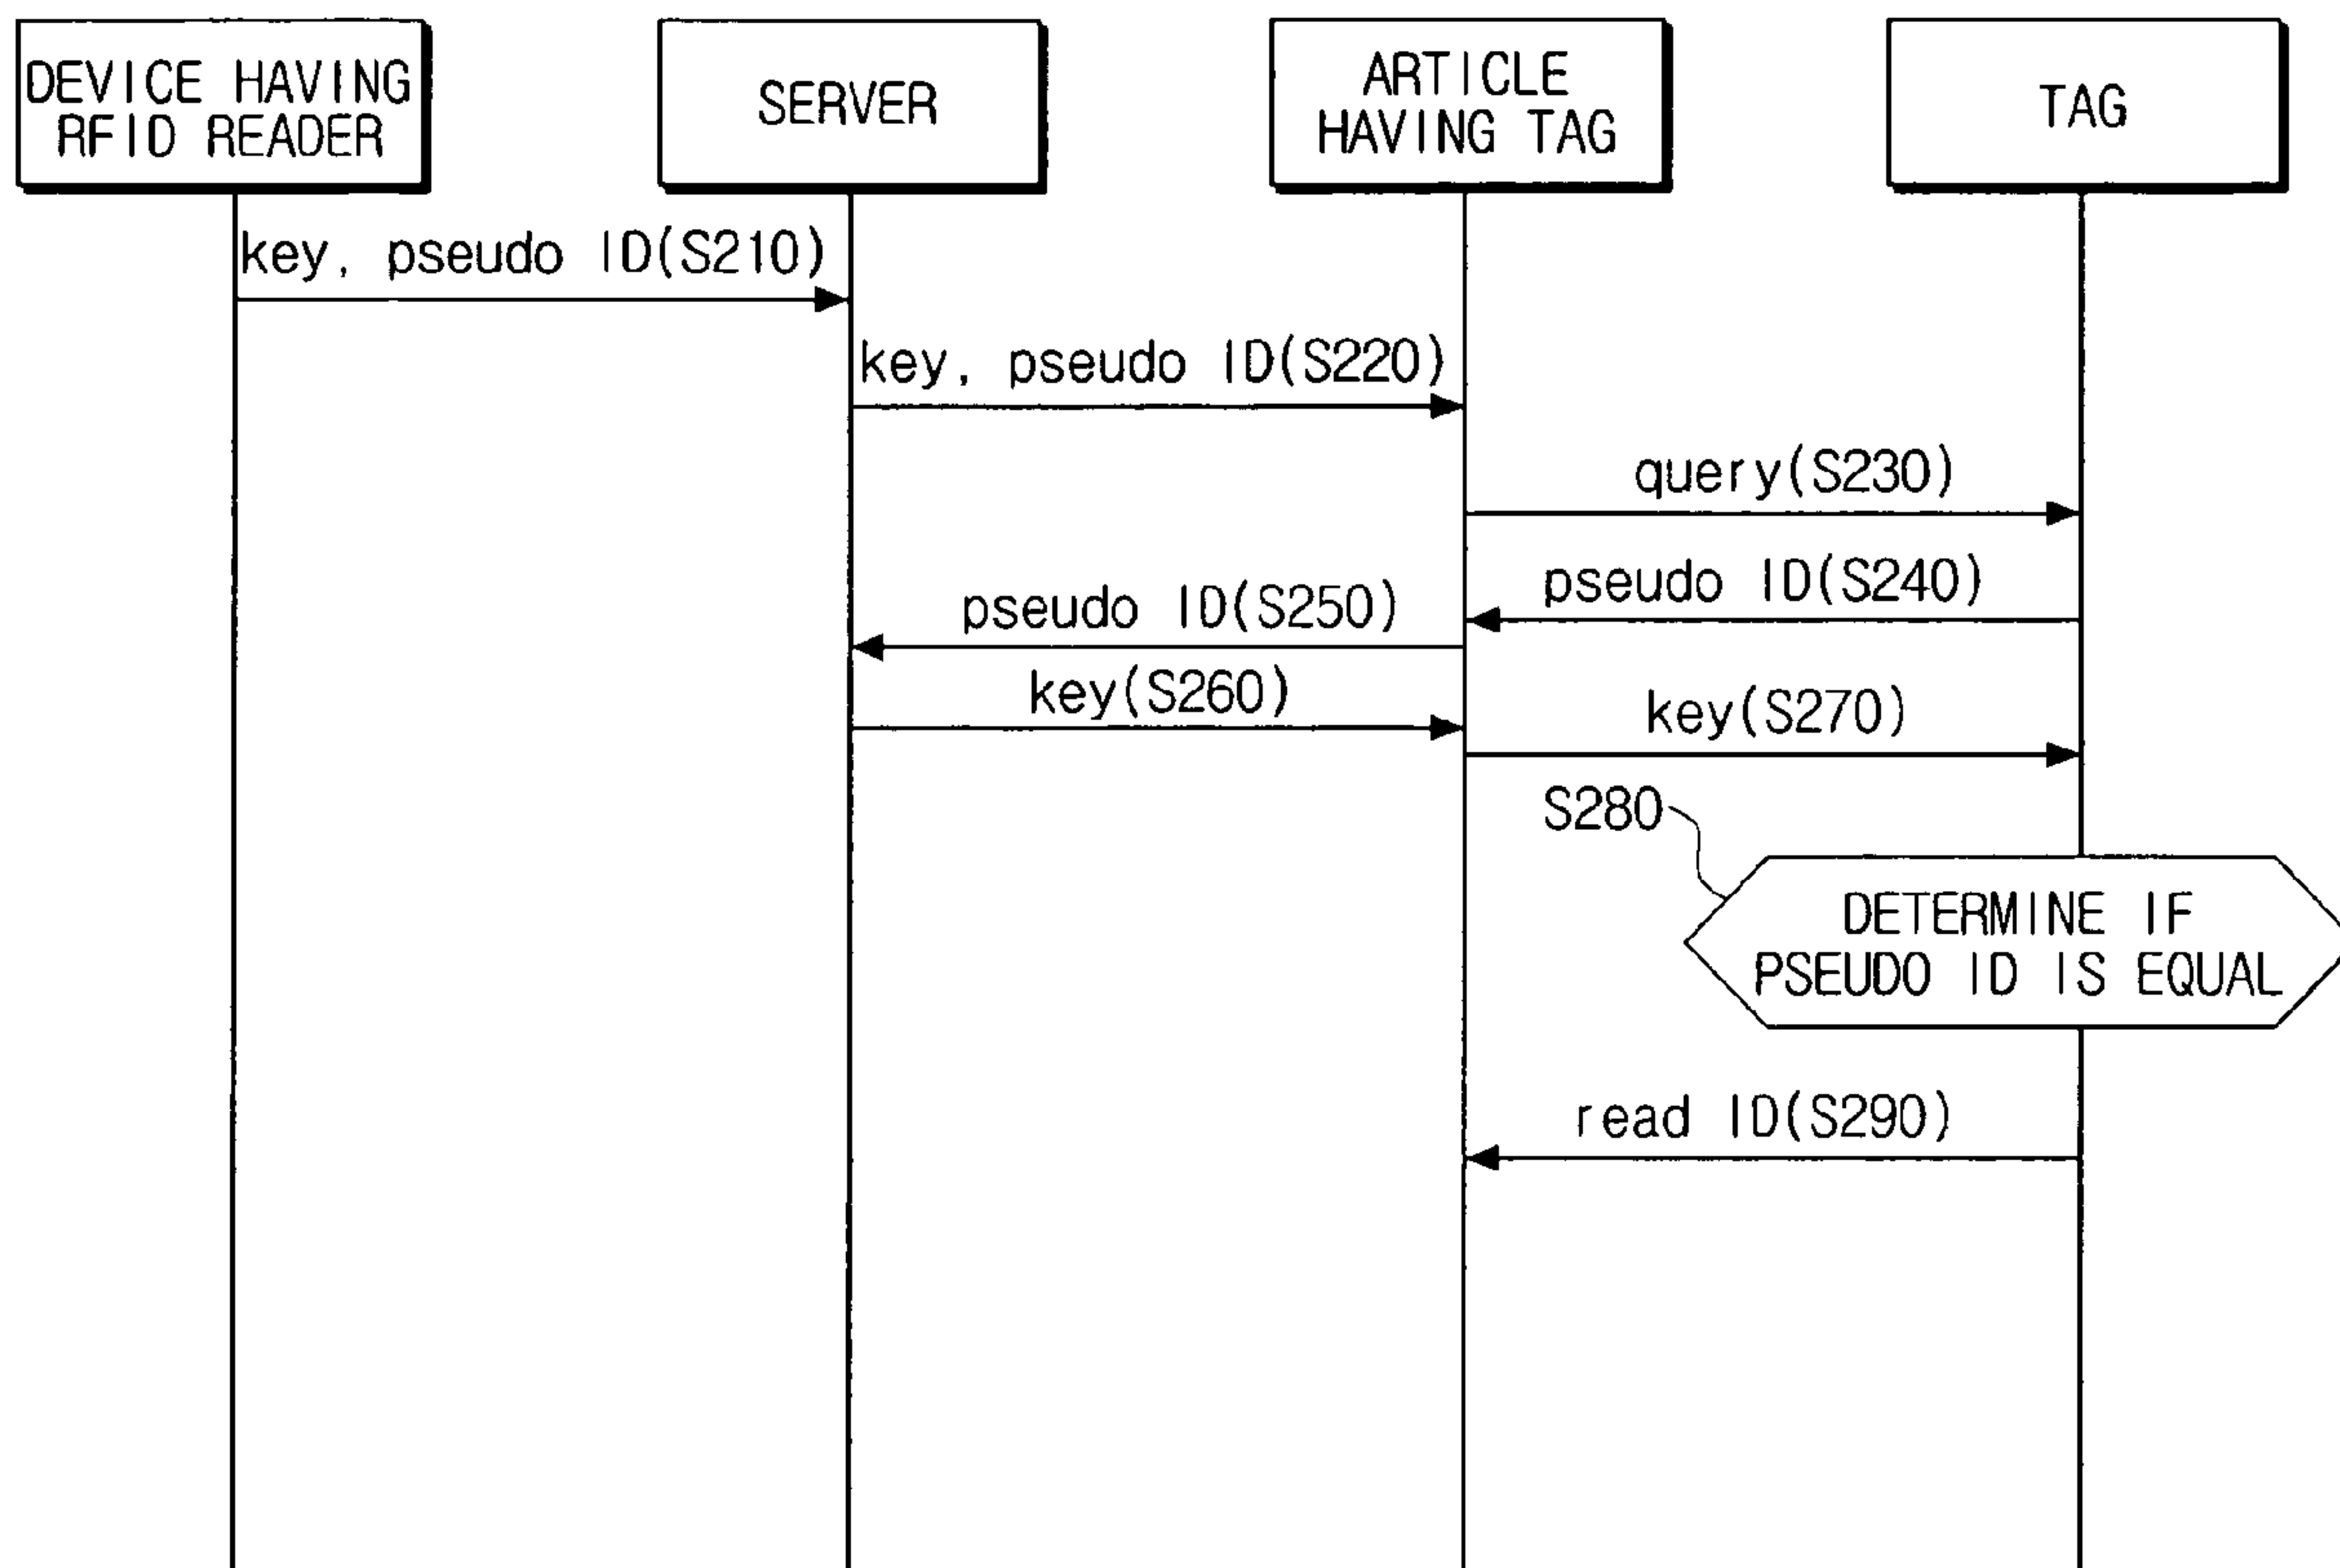 DEVICE HAVING
RFID READER
SERVER
ARTICLE
HAVING TAG
TAG
key, pseudo ID(S210)
key, pseudo ID(S220)
query(S230)
pseudo ID(S240)
pseudo ID(S250)
key(S260)
key(S270)
S280
DETERMINE IF
PSEUDO ID IS EQUAL
read ID(S290)